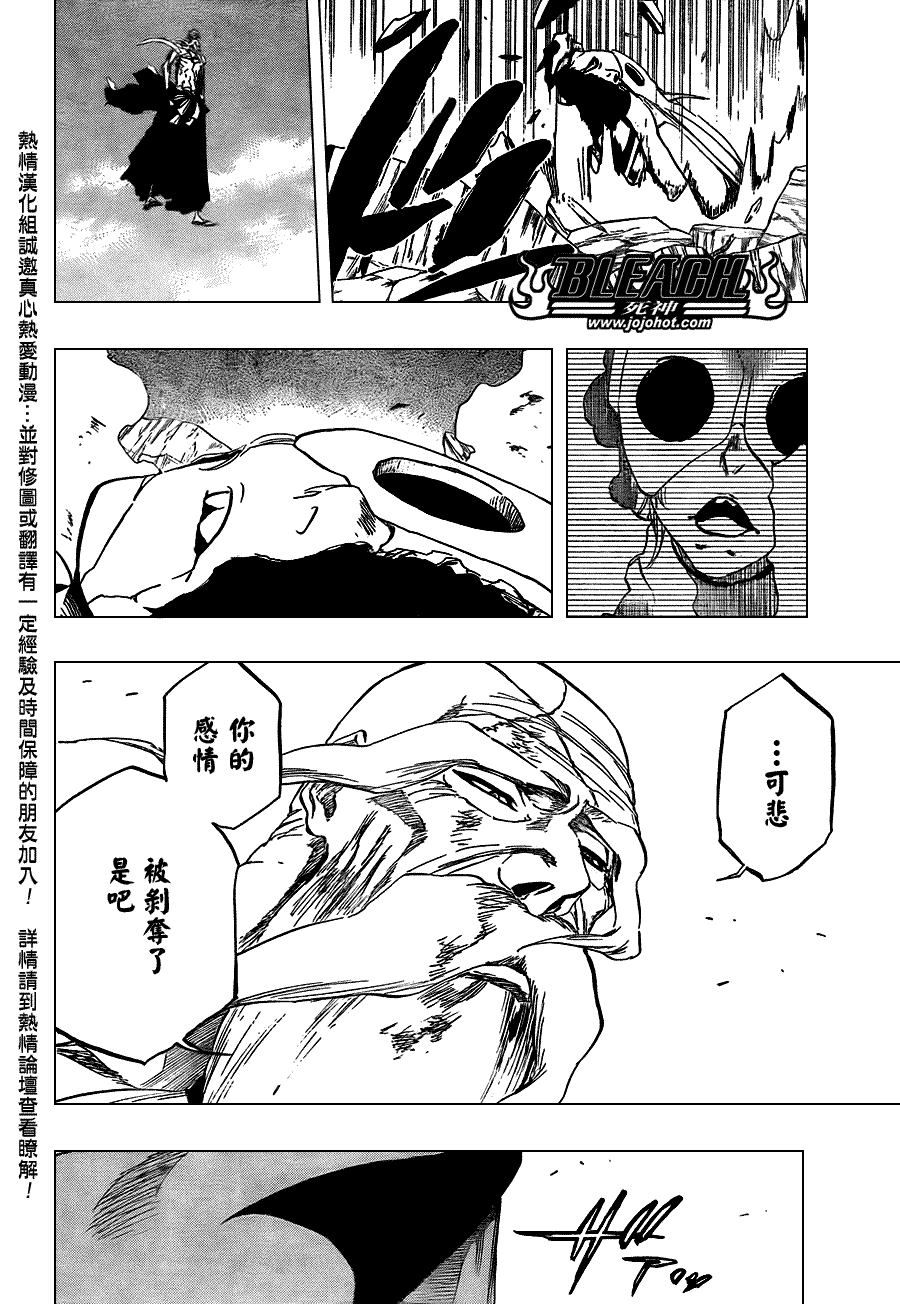 BLEACH
死神
www.jojohot.com
…可悲
你的
感情
被剝奪了
是吧
熱情漢化組誠邀真心熱愛動漫…並對修圖或翻譯有一定經驗及時間保障的朋友加入！ 詳情請到熱情論壇查看瞭解！